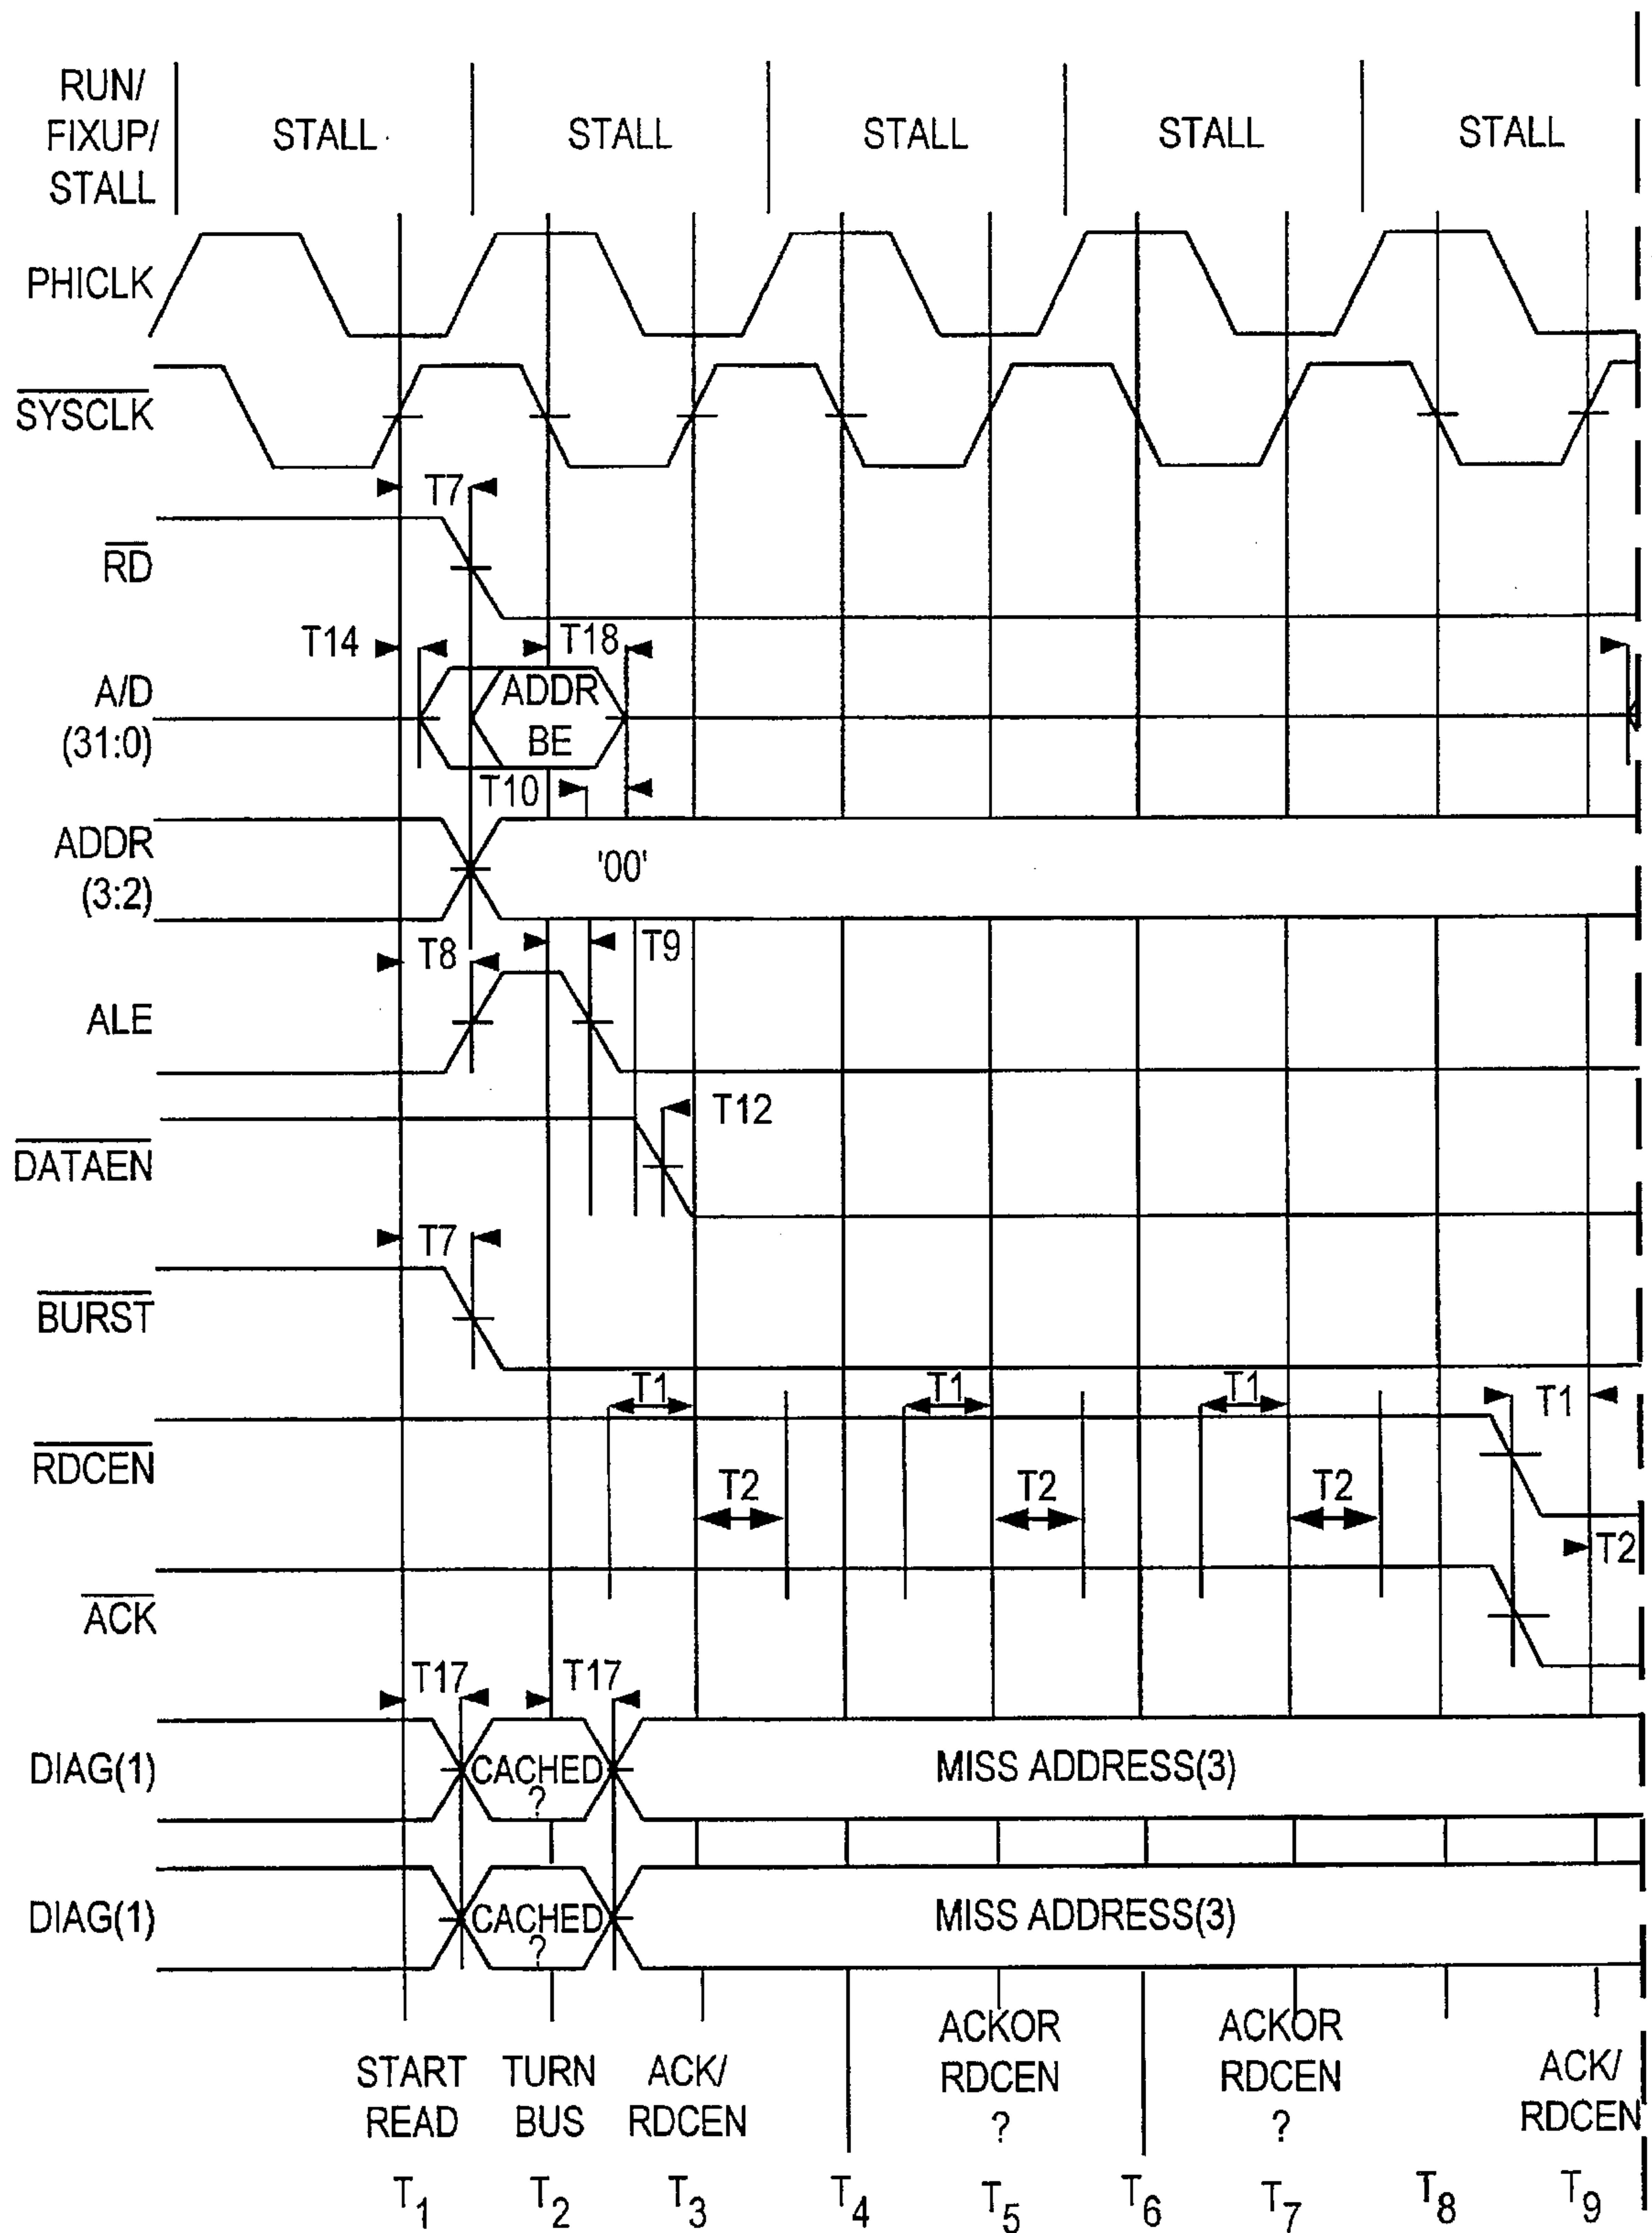 RUN/
FIXUP/
STALL
STALL STALL STALL STALL STALL
PHICLK
SYSCLK
T7
RD
T14 T18
A/D
(31:0)
ADDR
BE
T10
ADDR
(3:2)
'00'
T8 T9
ALE
T12
DATAEN
T7
BURST
T1 T1 T1 T1
RDCEN
T2 T2 T2
T2
ACK
T17 T17
DIAG(1) CACHED MISS ADDRESS(3)
?
DIAG(1) CACHED MISS ADDRESS(3)
?
START
READ
TURN
BUS
ACK/
RDCEN
ACKOR
RDCEN
?
ACKOR
RDCEN
?
ACK/
RDCEN
T1 T2 T3 T4 T5 T6 T7 T8 T9